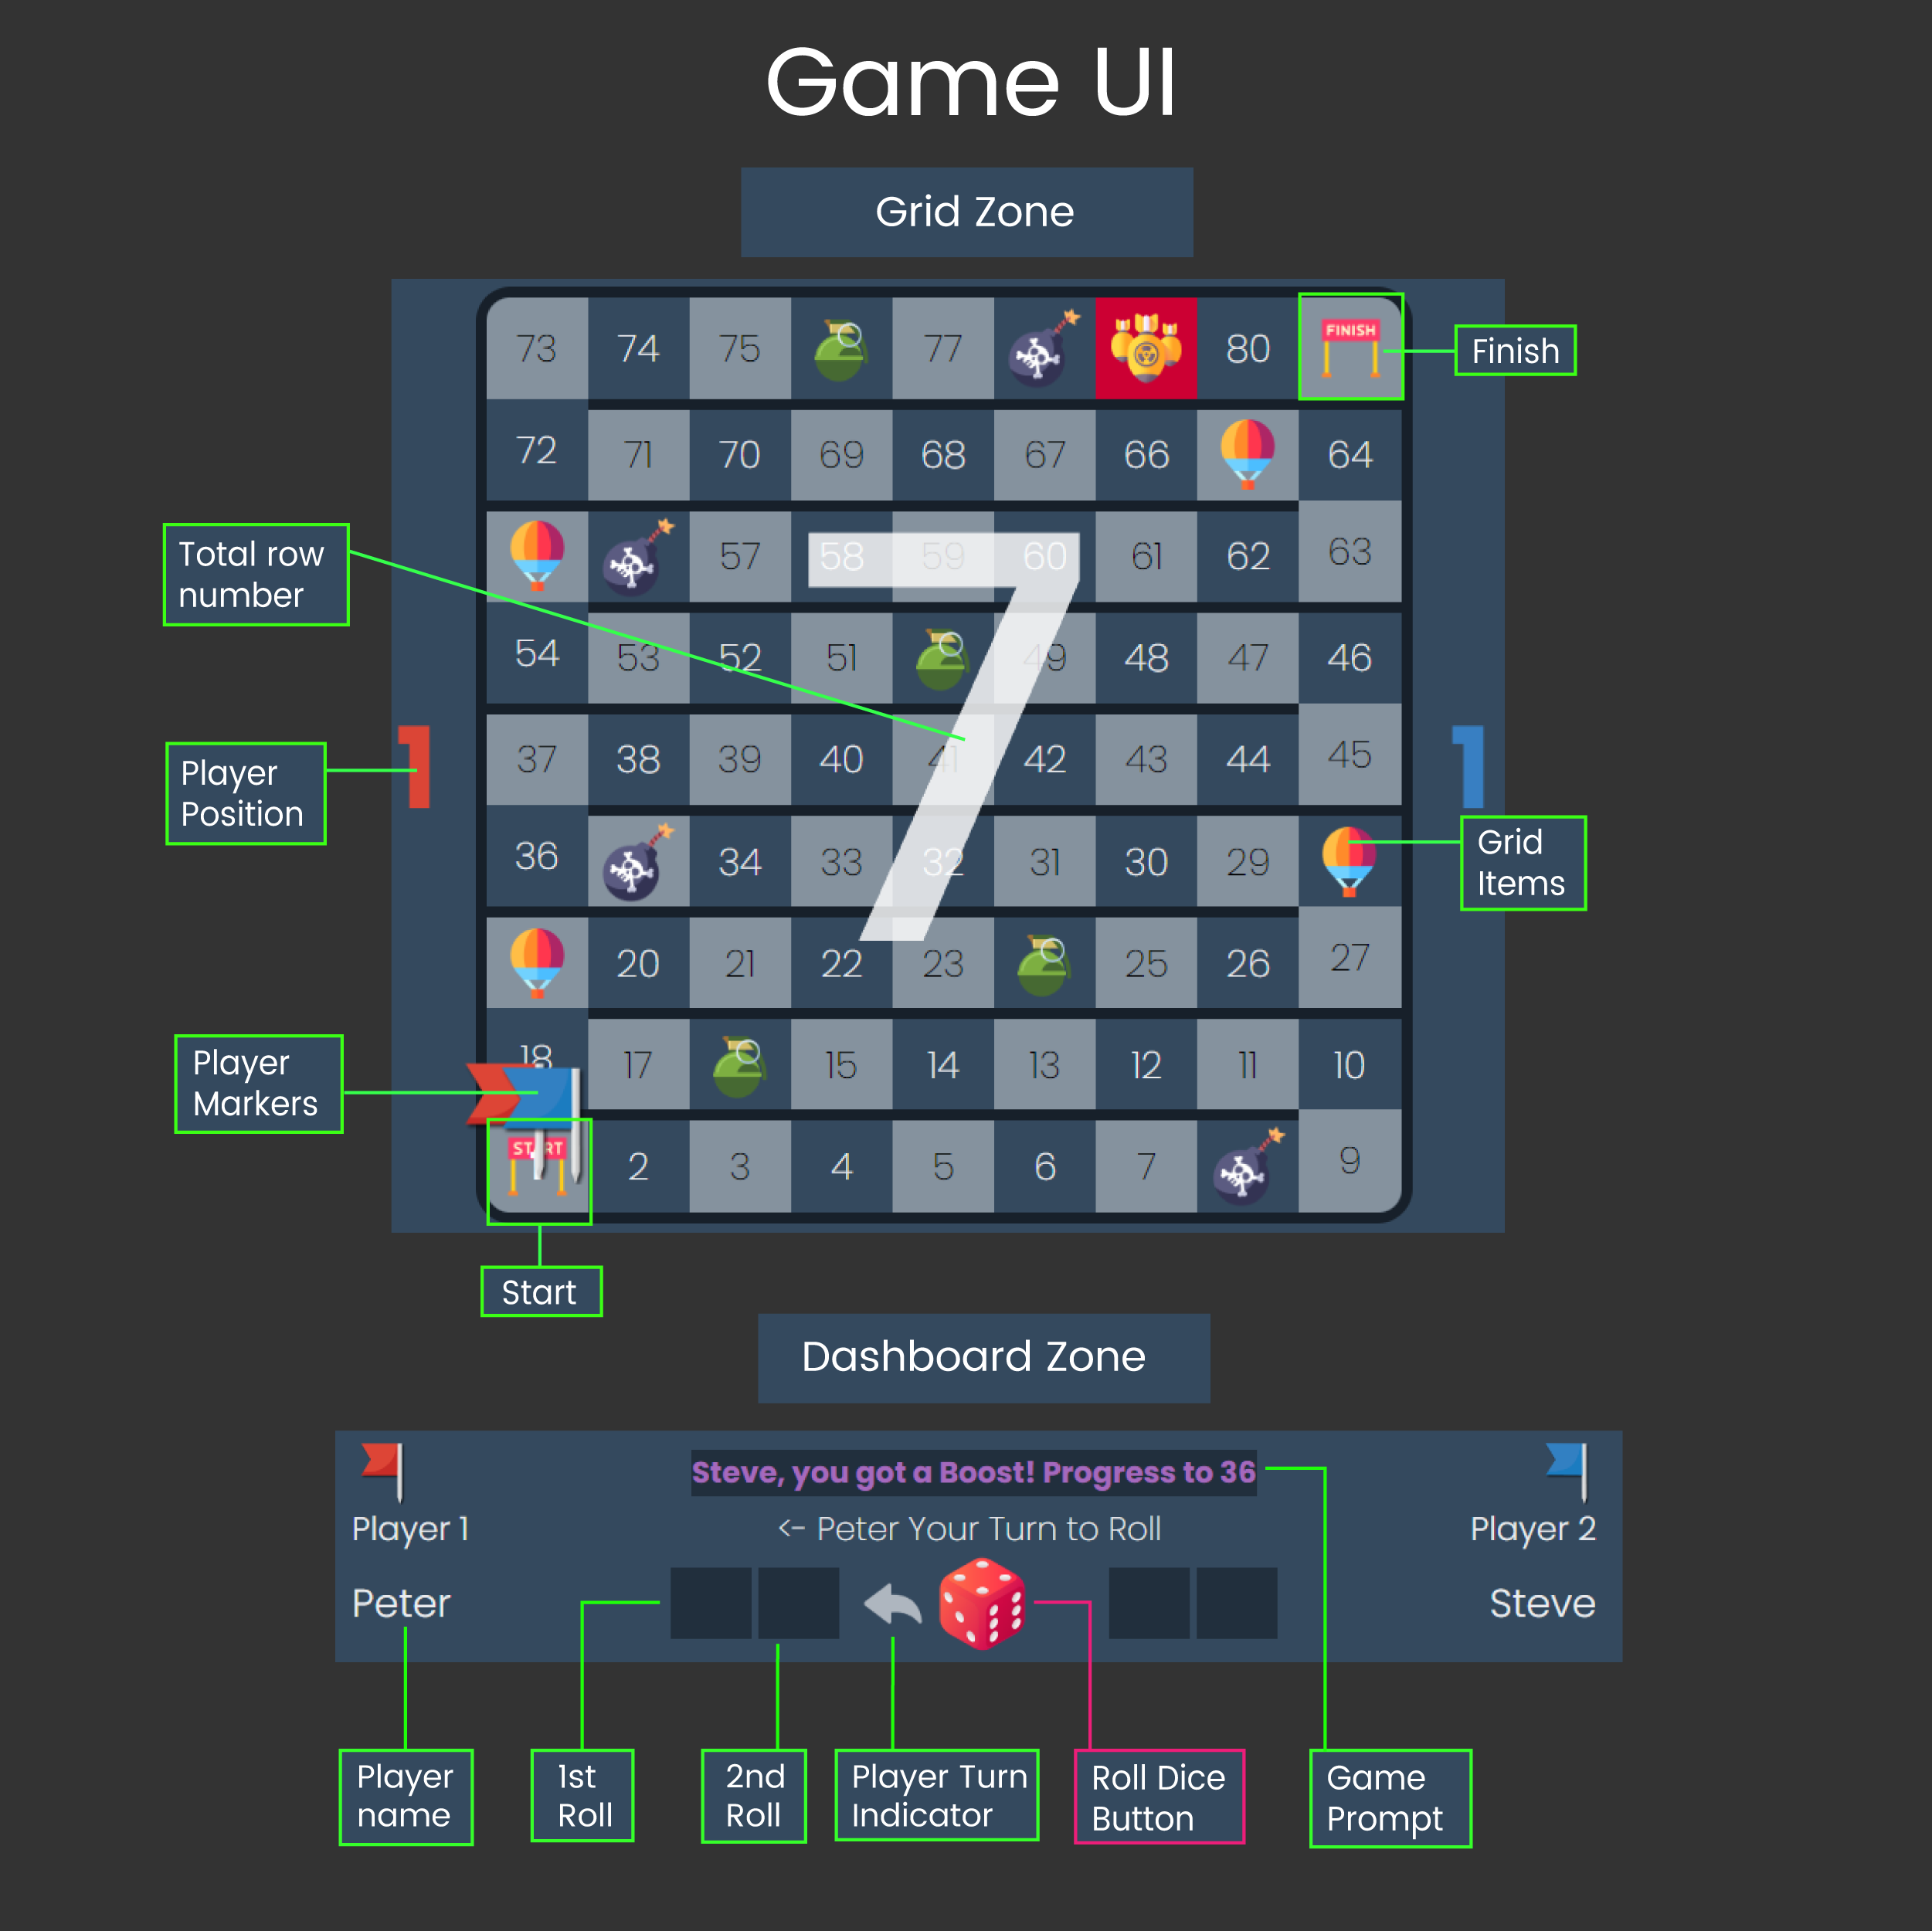 Game UI
Grid Zone
73 74 75 77 80 FINISH
Finish
72 71 70 69 68 67 66 64
Total row
number
57 58 59 60 61 62 63
54 53 52 51 49 48 47 46
7
Player
Position
1
37 38 39 40 41 42 43 44 45
1
36 34 33 32 31 30 29
Grid
Items
20 21 22 23 25 26 27
18 17 15 14 13 12 11 10
Player
Markers
START
1 2 3 4 5 6 7 9
Start
Dashboard Zone
Steve, you got a Boost! Progress to 36
Player 1
<- Peter Your Turn to Roll
Player 2
Peter
Steve
Player
name
1st
Roll
2nd
Roll
Player Turn
Indicator
Roll Dice
Button
Game
Prompt